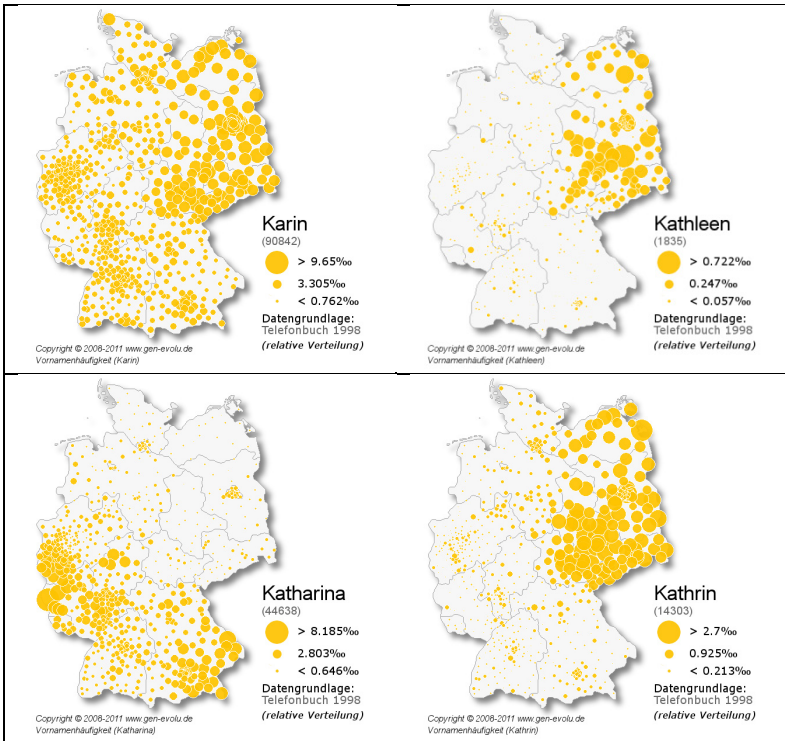 Karin
(90842)
> 9.65‰
3.305‰
< 0.762‰
Datengrundlage:
Telefonbuch 1998
(relative Verteilung)
Copyright © 2008-2011 www.gen-evolu.de
Vornamenhäufigkeit (Karin)
Kathleen
(1835)
> 0.722‰
0.247‰
< 0.057‰
Datengrundlage:
Telefonbuch 1998
(relative Verteilung)
Copyright © 2008-2011 www.gen-evolu.de
Vornamenhäufigkeit (Kathleen)
Katharina
(44638)
> 8.185‰
2.803‰
< 0.646‰
Datengrundlage:
Telefonbuch 1998
(relative Verteilung)
Copyright © 2008-2011 www.gen-evolu.de
Vornamenhäufigkeit (Katharina)
Kathrin
(14303)
> 2.7‰
0.925‰
< 0.213‰
Datengrundlage:
Telefonbuch 1998
(relative Verteilung)
Copyright © 2008-2011 www.gen-evolu.de
Vornamenhäufigkeit (Kathrin)